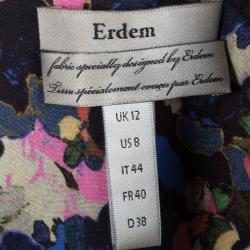 Erdem
fabric specially designed by Erdem
Tissu spécialement conçu par Erdem
UK 12
US 8
IT 44
FR 40
D 38